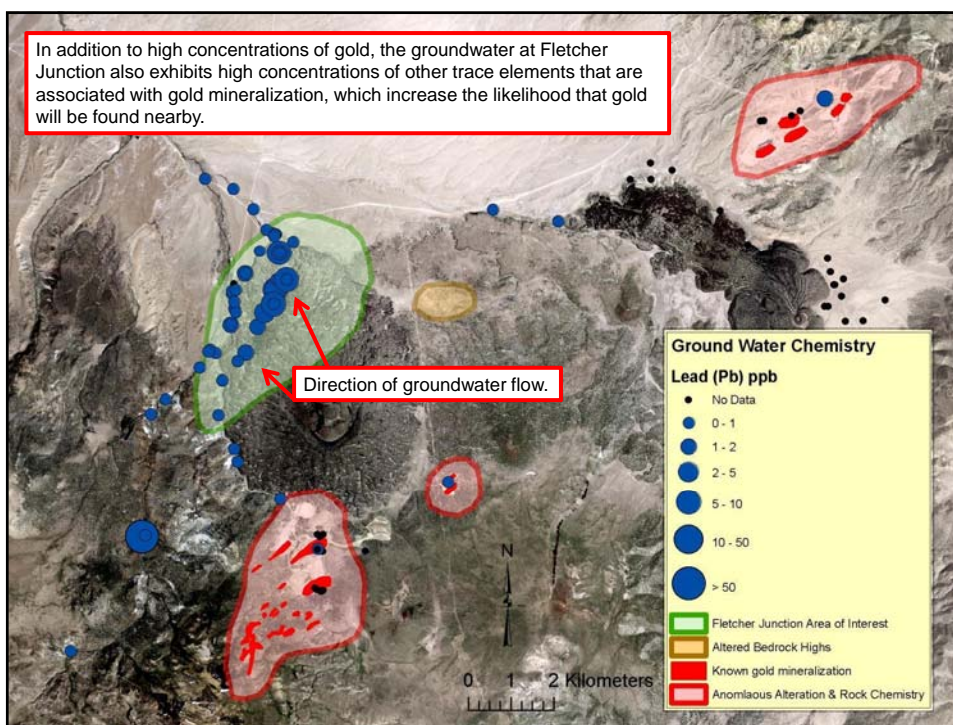 In addition to high concentrations of gold, the groundwater at Fletcher
Junction also exhibits high concentrations of other trace elements that are
associated with gold mineralization, which increase the likelihood that gold
will be found nearby.
Direction of groundwater flow.
Ground Water Chemistry
Lead (Pb) ppb
No Data
0 - 1
1 - 2
2 - 5
5 - 10
10 - 50
> 50
Fletcher Junction Area of Interest
Altered Bedrock Highs
Known gold mineralization
Anomlaous Alteration & Rock Chemistry
N
0 1 2 Kilometers